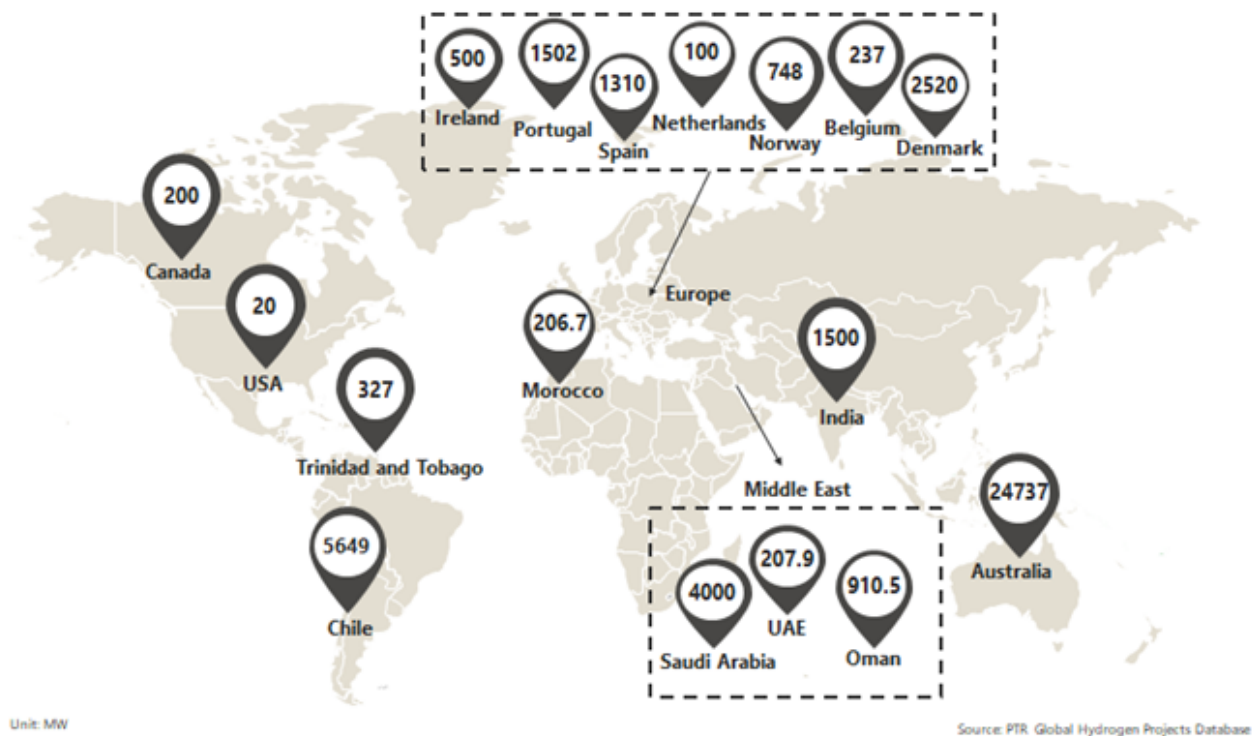 500
Ireland
1502
Portugal
1310
Spain
100
Netherlands
748
Norway
237
Belgium
2520
Denmark
200
Canada
20
USA
327
Trinidad and Tobago
5649
Chile
Europe
206.7
Morocco
1500
India
Middle East
4000
Saudi Arabia
207.9
UAE
910.5
Oman
24737
Australia
Unit: MW
Source: PTR Global Hydrogen Projects Database